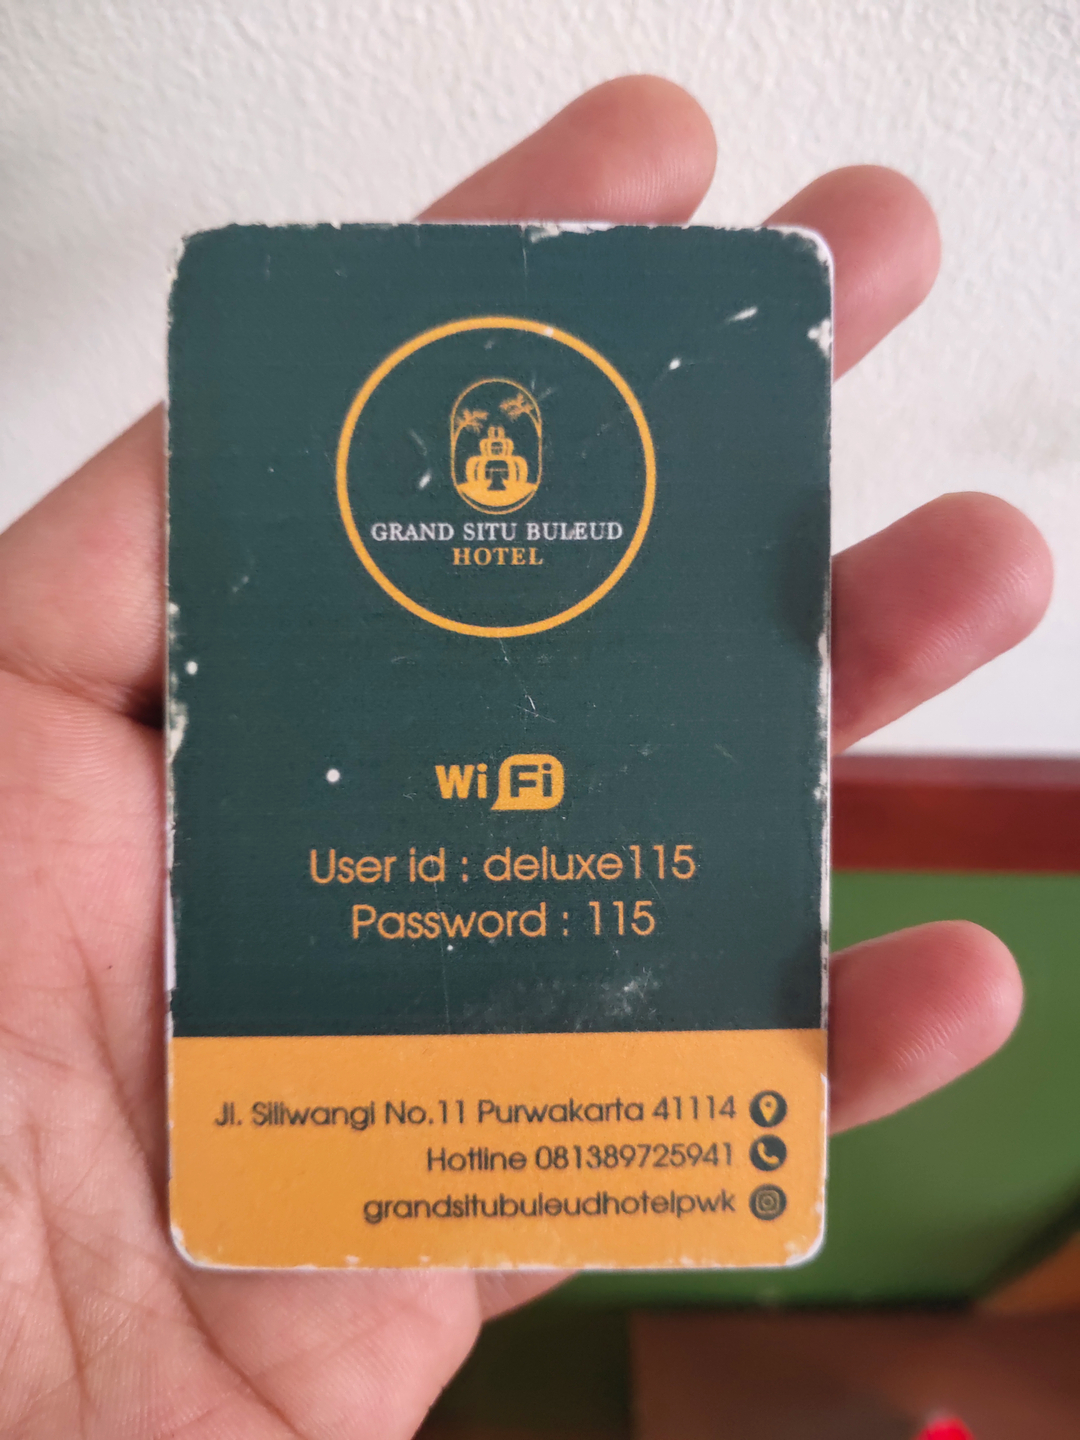 GRAND SITU BULEUD
HOTEL
WiFi
User id : deluxe115
Password : 115
Jl. Siliwangi No.11 Purwakarta 41114
Hotline 081389725941
grandsitubuleudhotelpwk